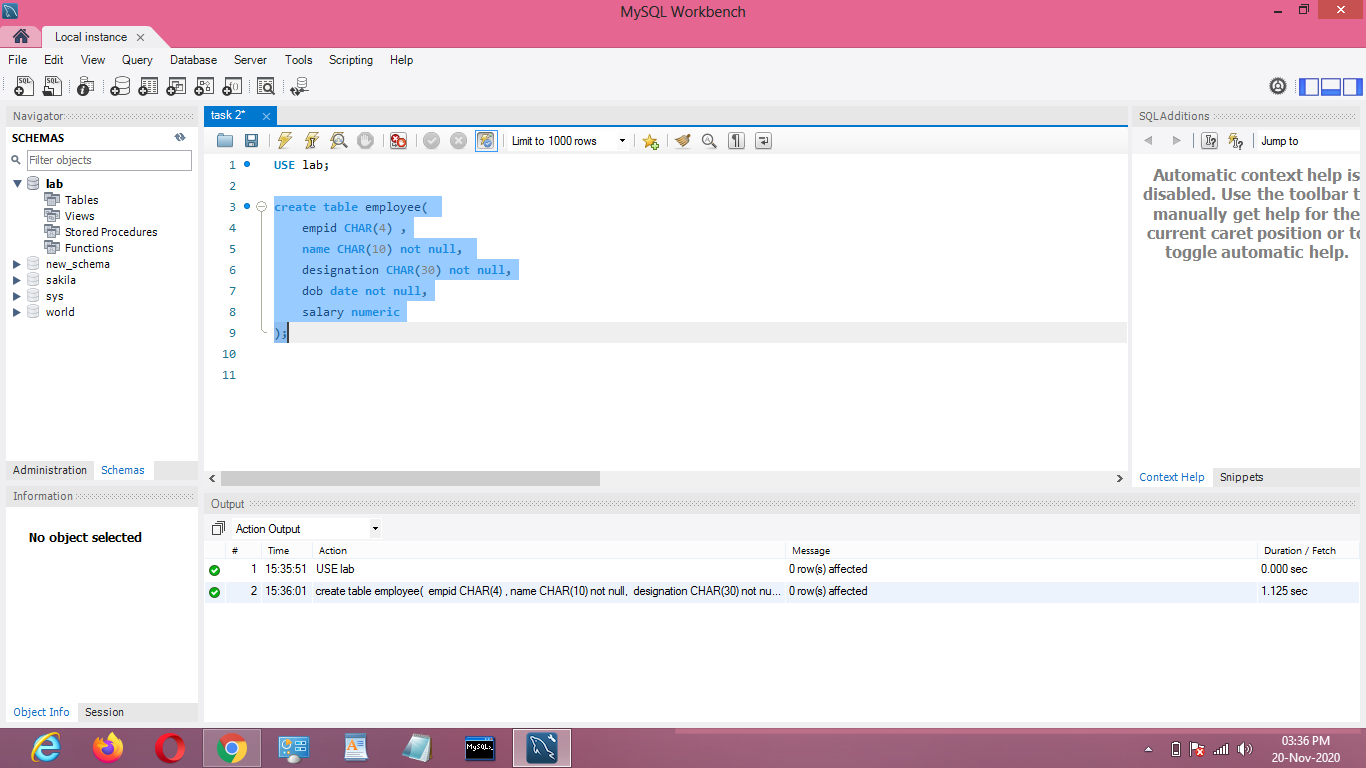 MySQL Workbench
Local instance
File Edit View Query Database Server Tools Scripting Help
Navigator
SCHEMAS
Filter objects
lab
Tables
Views
Stored Procedures
Functions
new_schema
sakila
sys
world
Administration Schemas
Information
No object selected
Object Info Session
task 2*
Limit to 1000 rows
1 USE lab;
2
3 create table employee(
4 empid CHAR(4) ,
5 name CHAR(10) not null,
6 designation CHAR(30) not null,
7 dob date not null,
8 salary numeric
9 );
10
11
SQLAdditions
Jump to
Automatic context help is
disabled. Use the toolbar t
manually get help for the
current caret position or to
toggle automatic help.
Context Help Snippets
Output
Action Output
# Time Action Message Duration / Fetch
1 15:35:51 USE lab 0 row(s) affected 0.000 sec
2 15:36:01 create table employee( empid CHAR(4) , name CHAR(10) not null, designation CHAR(30) not nu... 0 row(s) affected 1.125 sec
MySQL
03:36 PM
20-Nov-2020